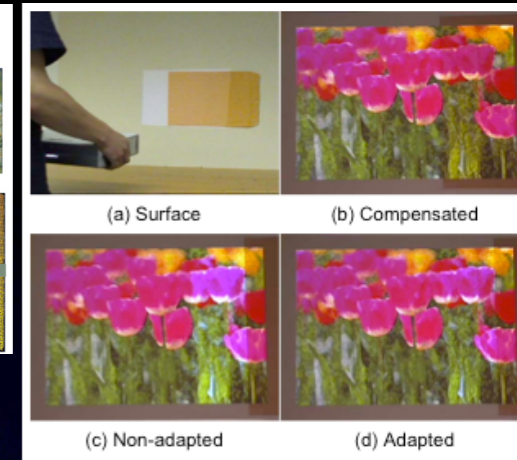 (a) Surface
(b) Compensated
(c) Non-adapted
(d) Adapted